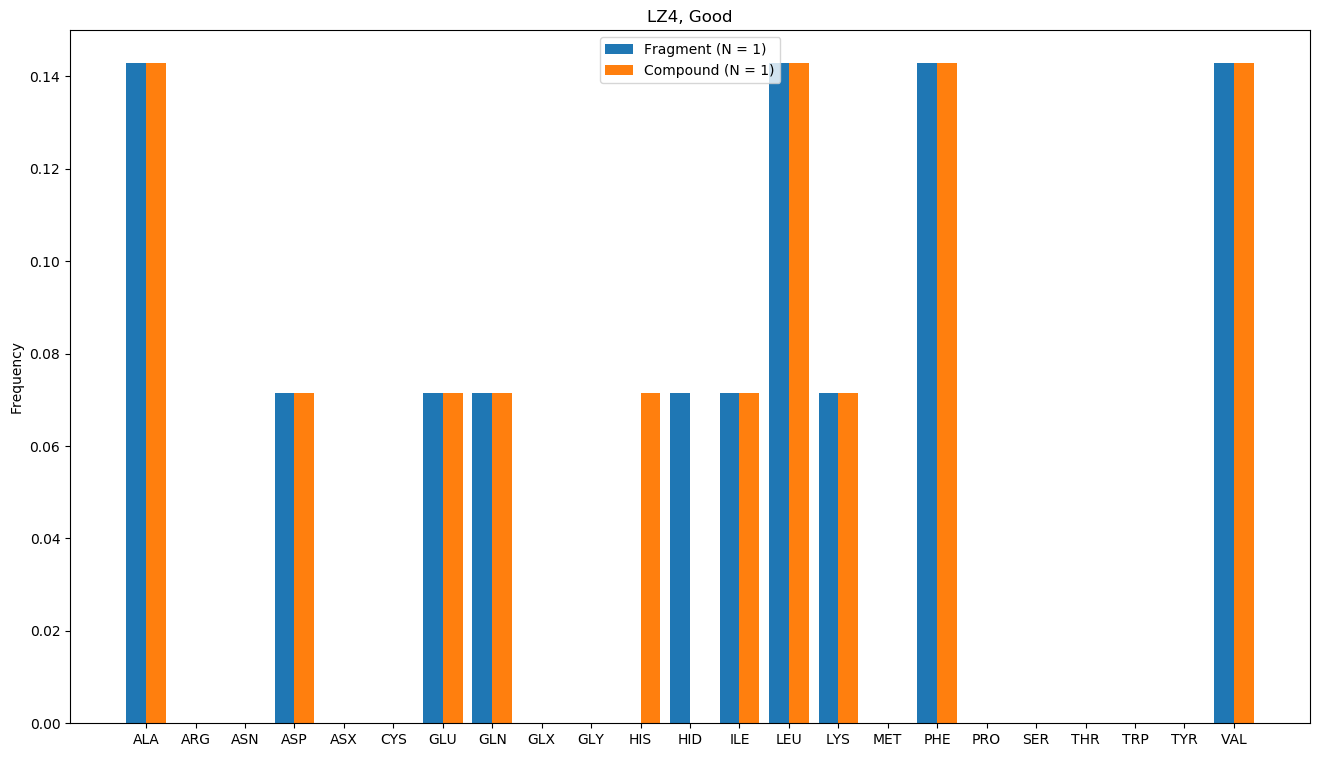 LZ4, Good
Fragment (N = 1)
Compound (N = 1)
Frequency
0.14
0.12
0.10
0.08
0.06
0.04
0.02
0.00
ALA ARG ASN ASP ASX CYS GLU GLN GLX GLY HIS HID ILE LEU LYS MET PHE PRO SER THR TRP TYR VAL